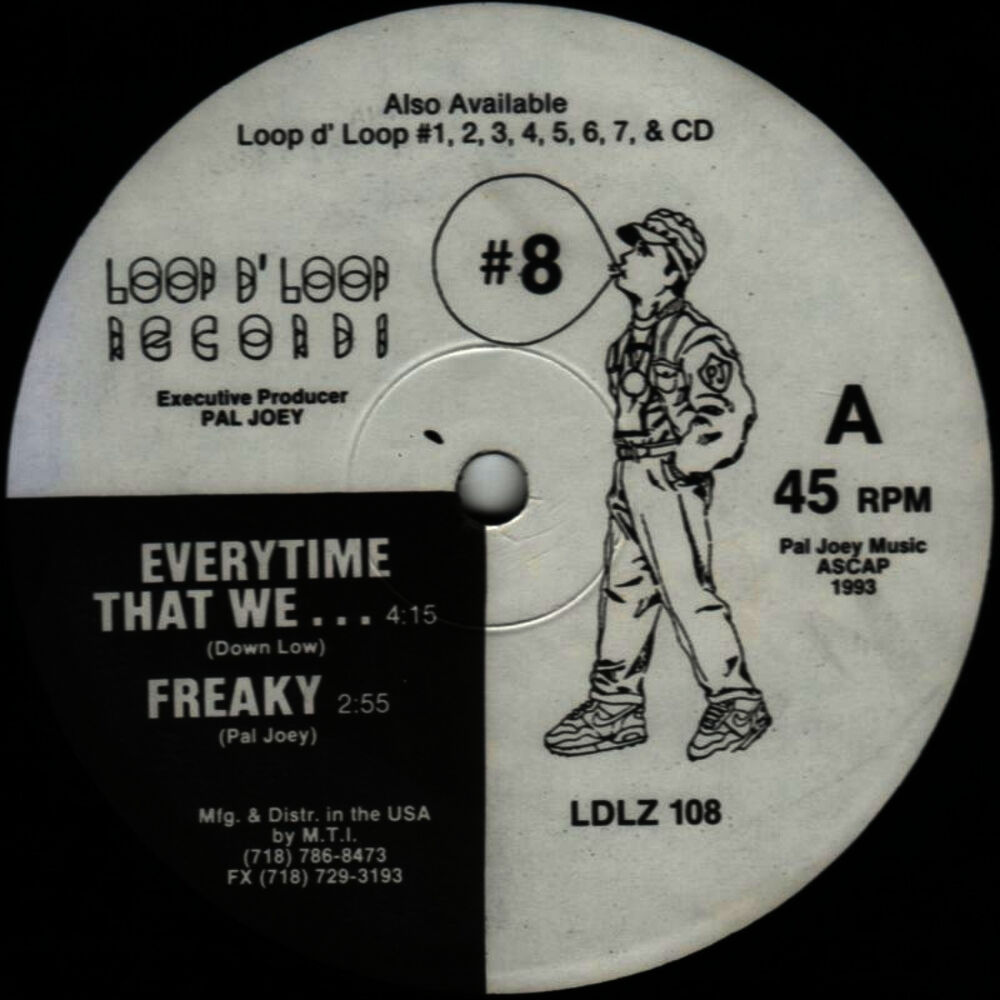 Also Available
Loop d' Loop #1, 2, 3, 4, 5, 6, 7, & CD
#8
LOOP D' LOOP
RECORDS
Executive Producer
PAL JOEY
PJ
A
45 RPM
Pal Joey Music
ASCAP
1993
EVERYTIME
THAT WE . . . 4:15
(Down Low)
FREAKY 2:55
(Pal Joey)
Mfg. & Distr. in the USA
by M.T.I.
(718) 786-8473
FX (718) 729-3193
LDLZ 108